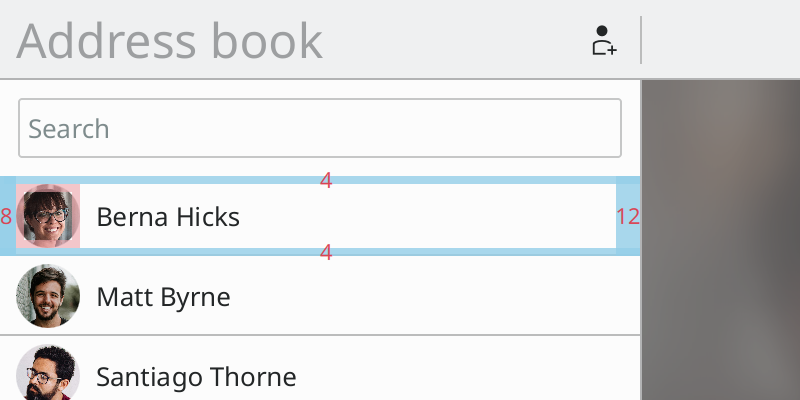 Address book
Search
4
8 Berna Hicks 12
4
Matt Byrne
Santiago Thorne